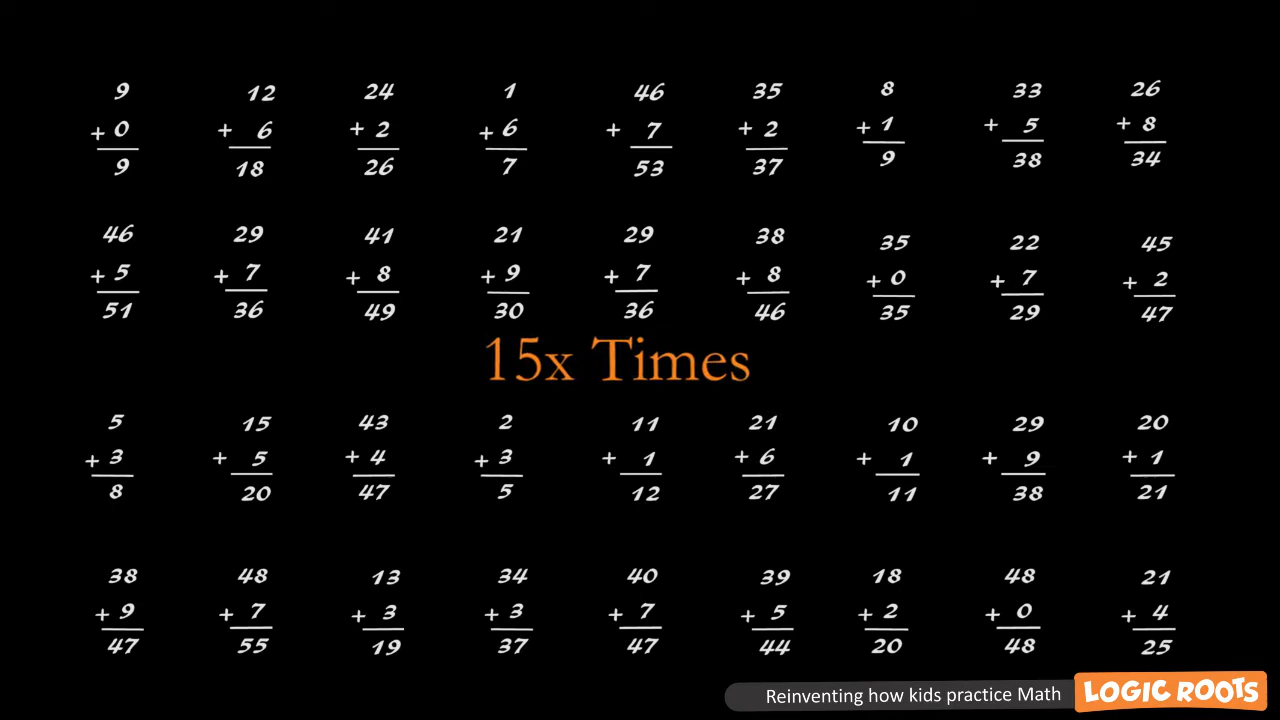 9 12 24 1 46 35 8 33 26
+ 0 + 6 + 2 + 6 + 7 + 2 + 1 + 5 + 8
9 18 26 7 53 37 9 38 34
46 29 41 21 29 38 35 22 45
+ 5 + 7 + 8 + 9 + 7 + 8 + 0 + 7 + 2
51 36 49 30 36 46 35 29 47
15x Times
5 15 43 2 11 21 10 29 20
+ 3 + 5 + 4 + 3 + 1 + 6 + 1 + 9 + 1
8 20 47 5 12 27 11 38 21
38 48 13 34 40 39 18 48 21
+ 9 + 7 + 3 + 3 + 7 + 5 + 2 + 0 + 4
47 55 19 37 47 44 20 48 25
Reinventing how kids practice Math LOGIC ROOTS